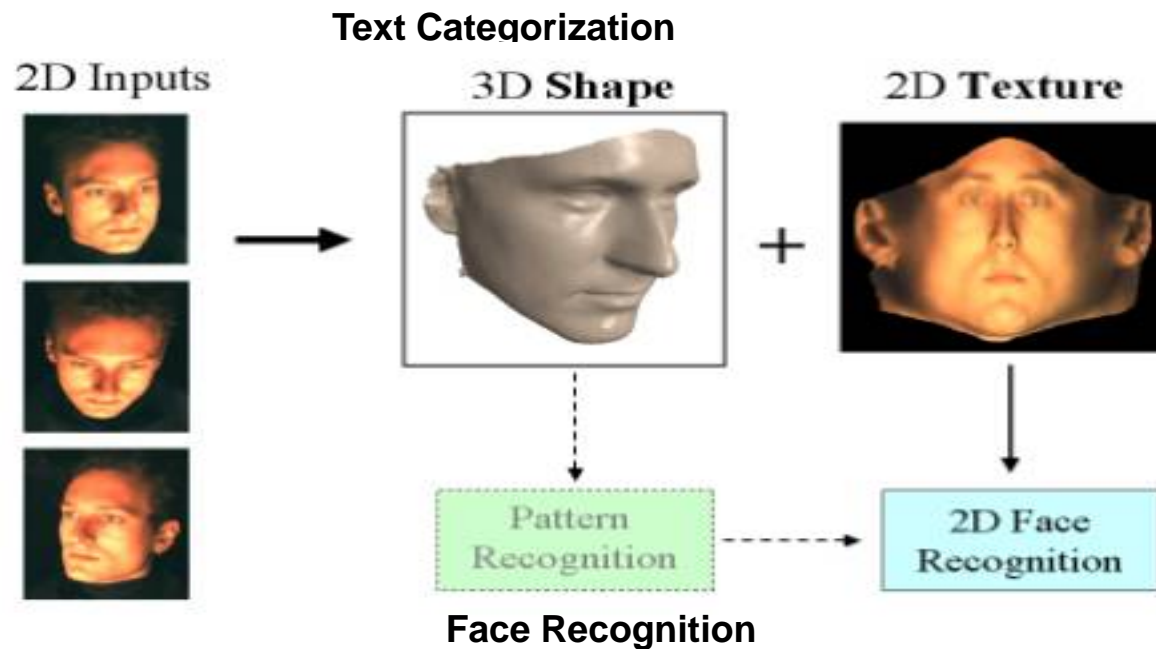 Text Categorization
2D Inputs
3D Shape
2D Texture
+
Pattern
Recognition
2D Face
Recognition
Face Recognition